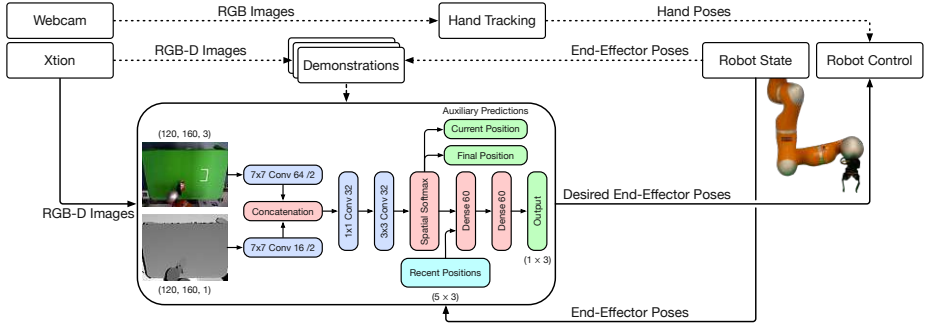 Webcam
RGB Images
Hand Tracking
Hand Poses
Xtion
RGB-D Images
Demonstrations
End-Effector Poses
Robot State
Robot Control
Auxiliary Predictions
(120, 160, 3)
Current Position
Final Position
7x7 Conv 64 /2
Concatenation
7x7 Conv 16 /2
1x1 Conv 32
3x3 Conv 32
Spatial Softmax
Dense 60
Dense 60
Output
(1 × 3)
Recent Positions
(5 × 3)
(120, 160, 1)
RGB-D Images
Desired End-Effector Poses
End-Effector Poses